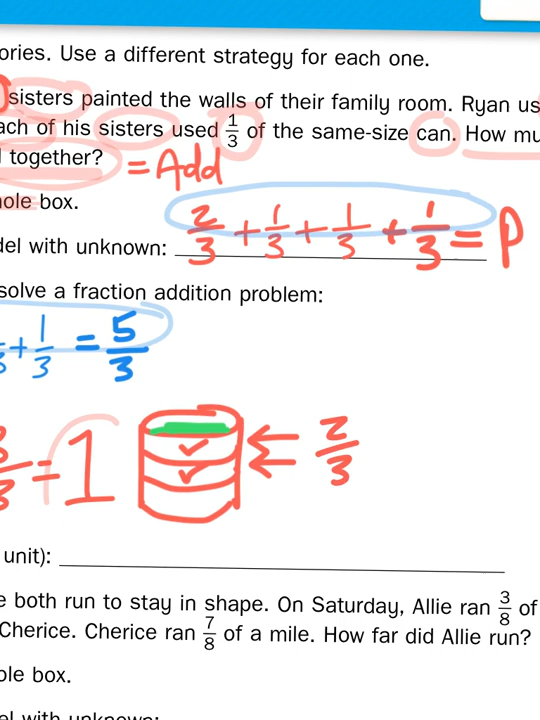 ories. Use a different strategy for each one.
sisters painted the walls of their family room. Ryan us
ach of his sisters used 1/3 of the same-size can. How mu
together? = Add
ole box.
2/3 + 1/3 + 1/3 + 1/3 = P
del with unknown:
solve a fraction addition problem:
+ 1/3 = 5/3
3 = 1
2/3
unit):
e both run to stay in shape. On Saturday, Allie ran 3/8 of
Cherice. Cherice ran 7/8 of a mile. How far did Allie run?
ole box.
del with unknown: